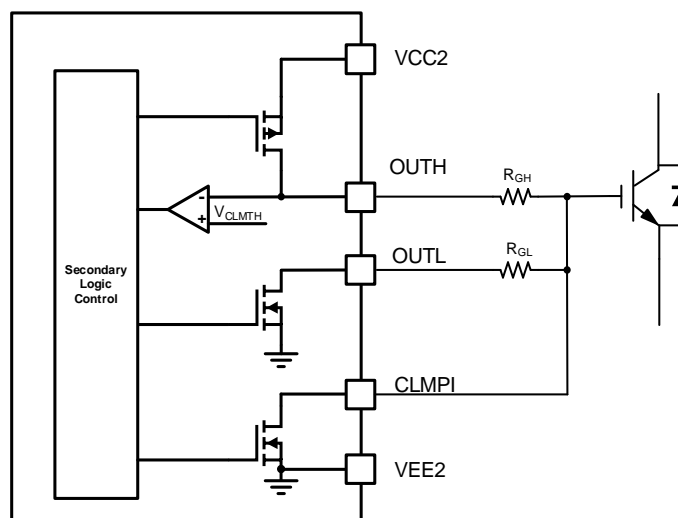 VCC2
OUTH
RGH
-
VCLMTH
+
OUTL
RGL
Secondary
Logic
Control
CLMPI
VEE2